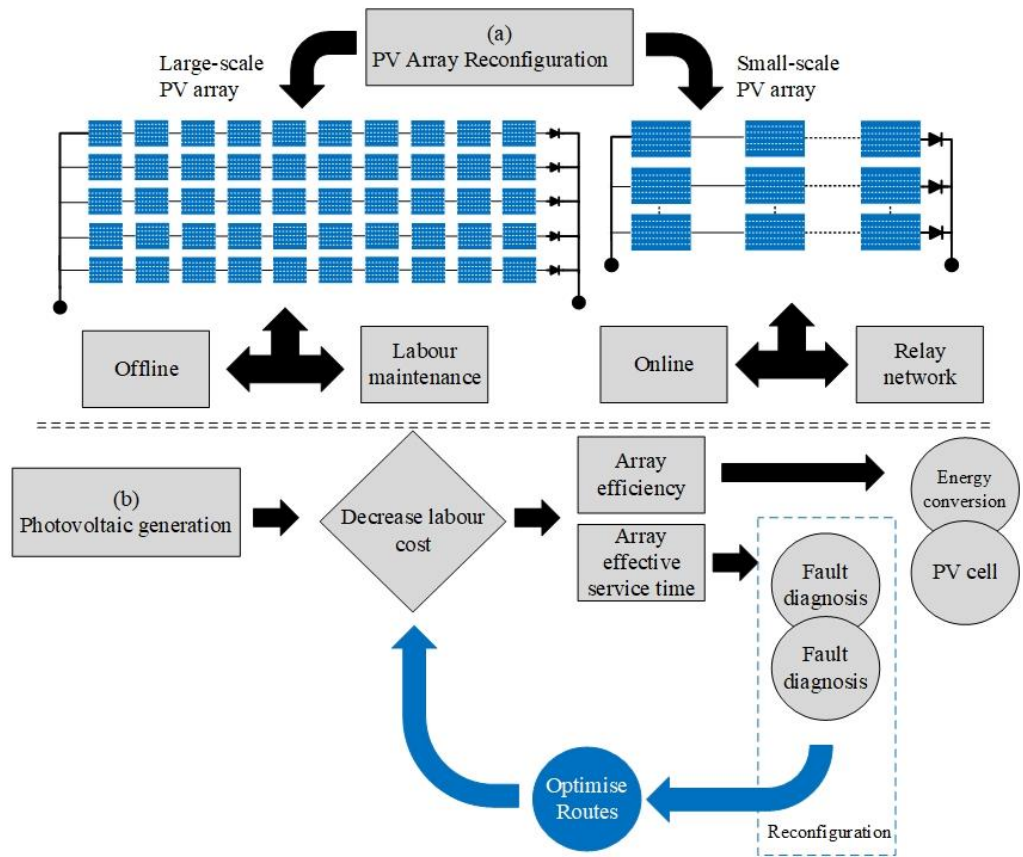 (a)
PV Array Reconfiguration
Large-scale
PV array
Small-scale
PV array
Offline
Labour
maintenance
Online
Relay
network
(b)
Photovoltaic generation
Decrease labour
cost
Array
efficiency
Array
effective
service time
Energy
conversion
PV cell
Fault
diagnosis
Fault
diagnosis
Optimise
Routes
Reconfiguration